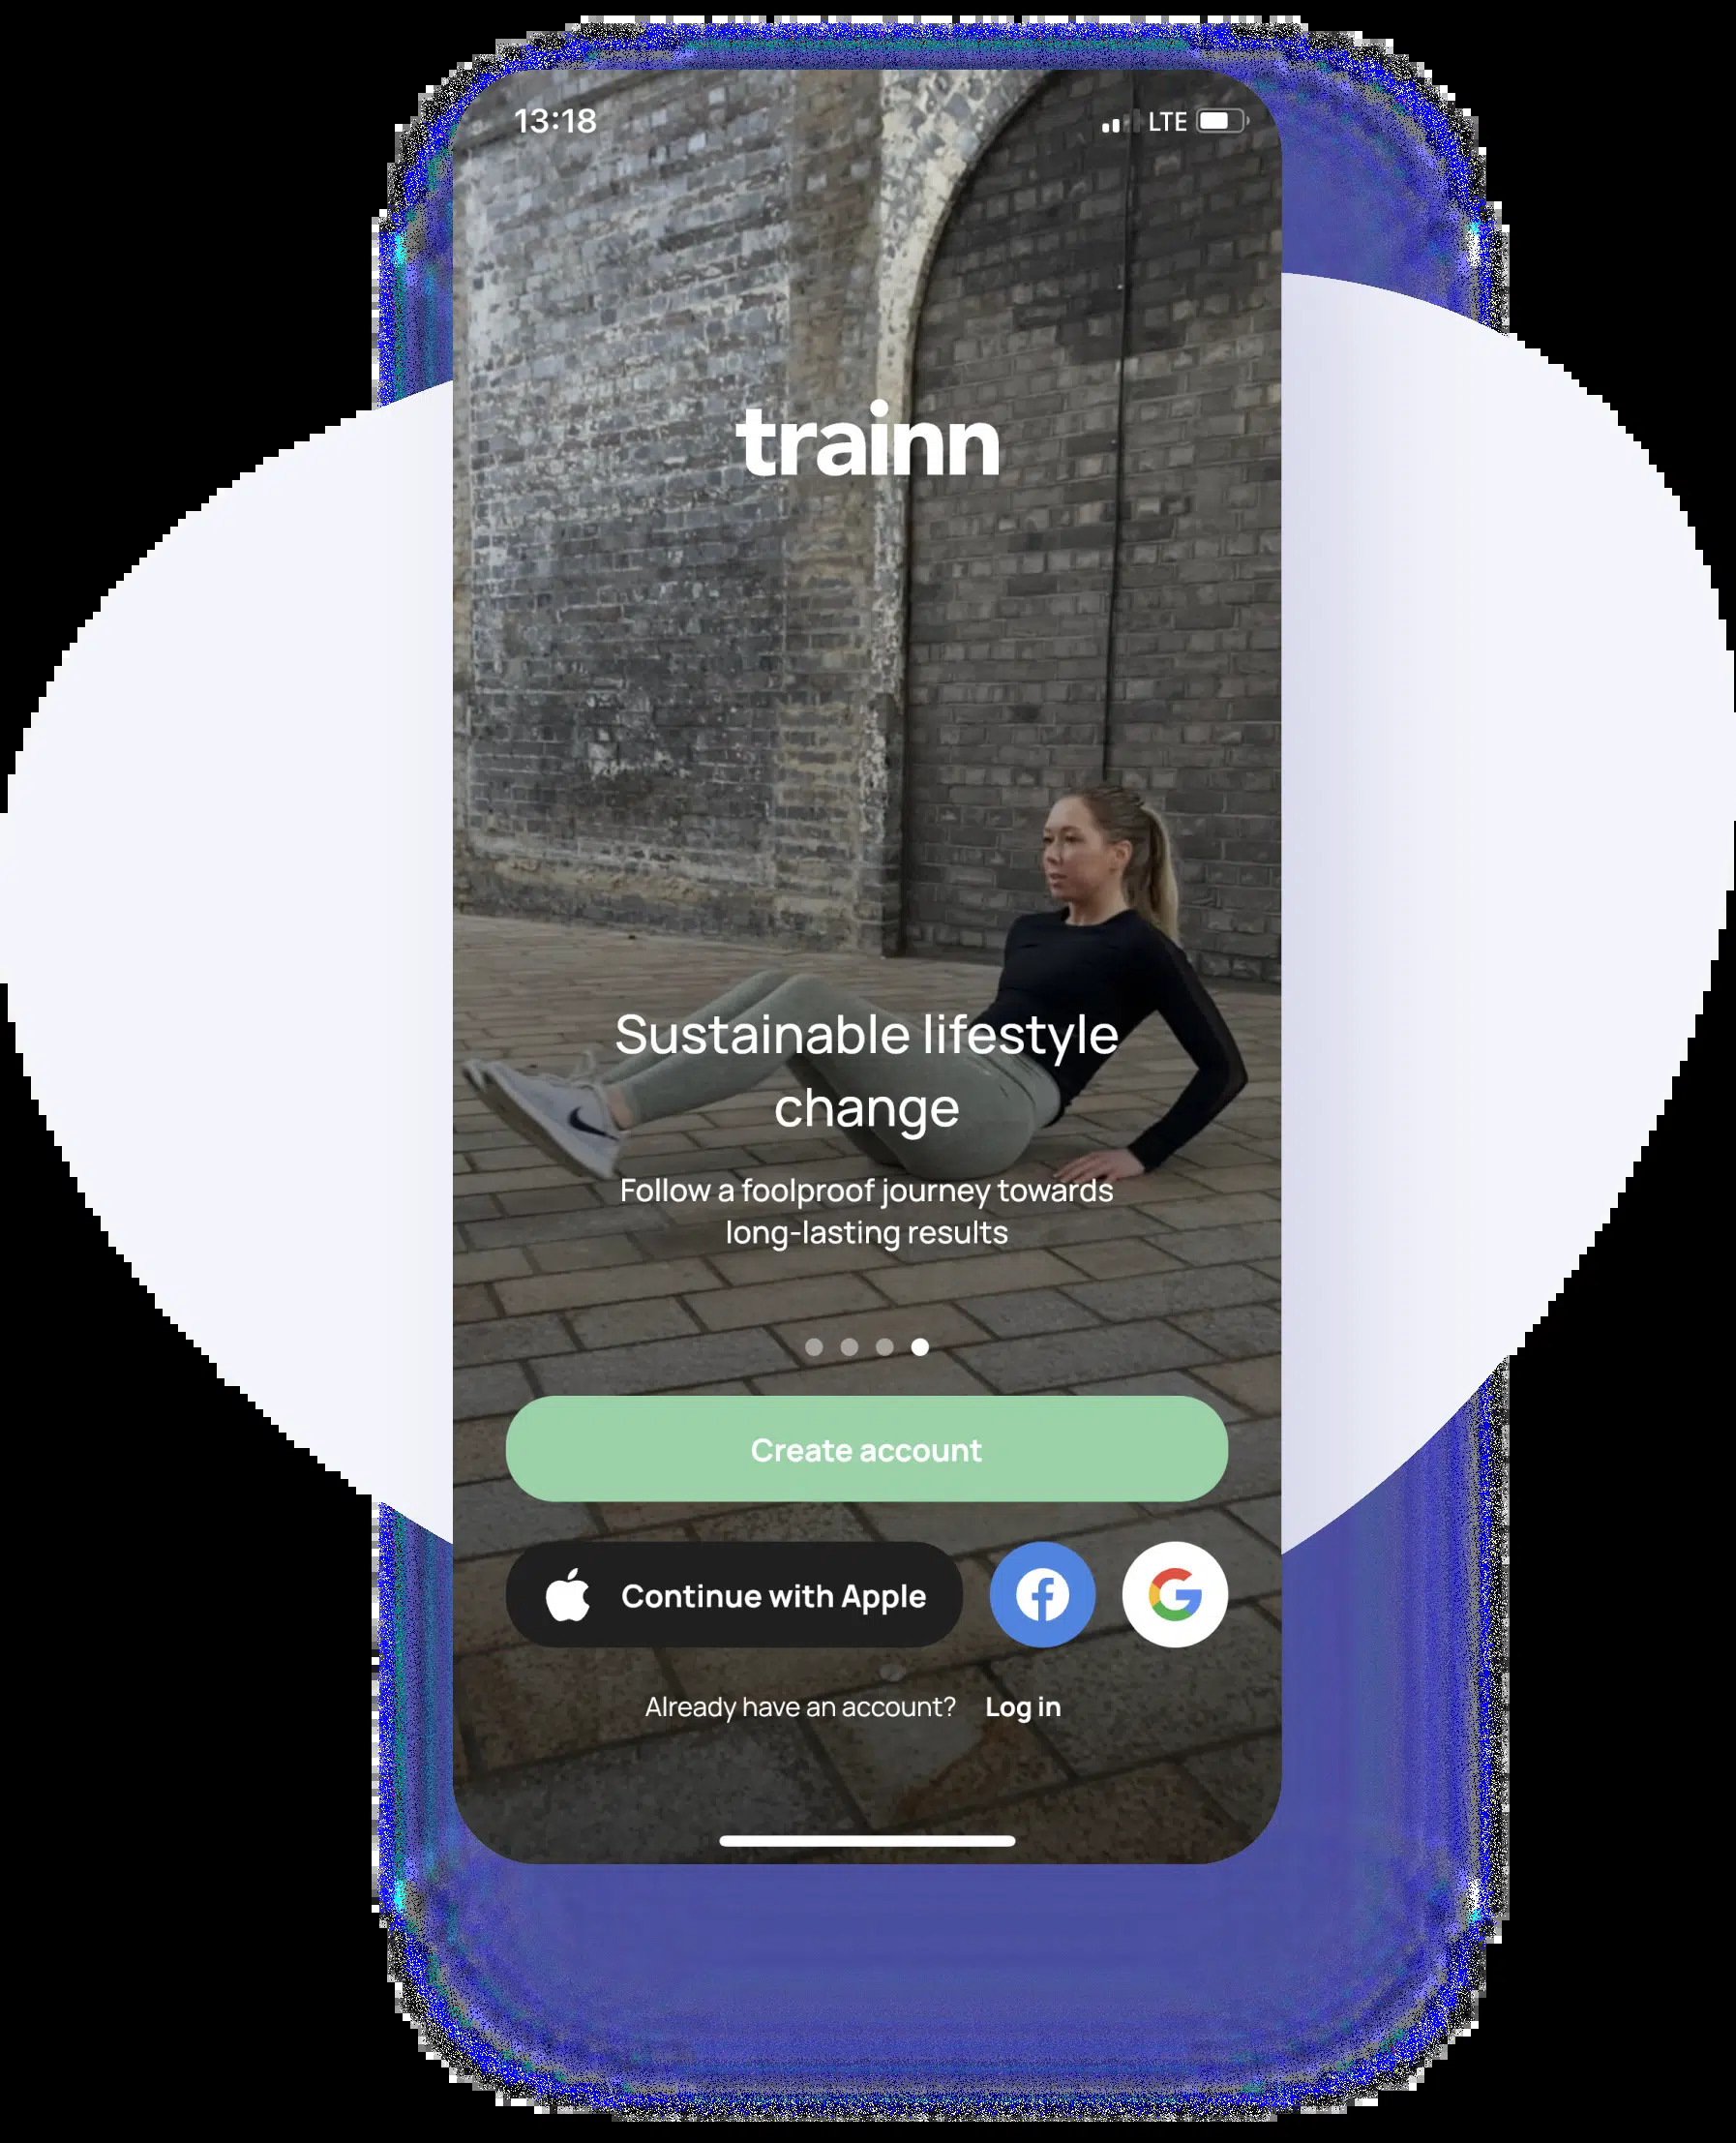 13:18 LTE
trainn
Sustainable lifestyle
change
Follow a foolproof journey towards
long-lasting results
Create account
Continue with Apple
Already have an account? Log in